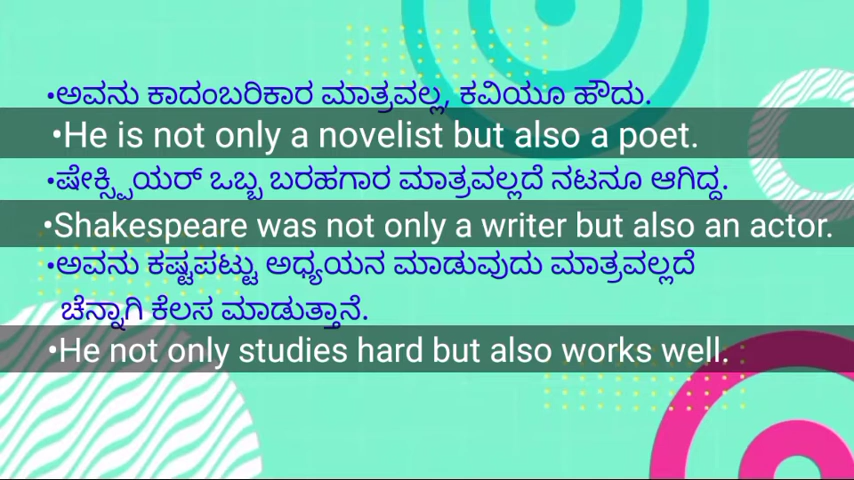 •ಅವನು ಕಾದಂಬರಿಕಾರ ಮಾತ್ರವಲ್ಲ, ಕವಿಯೂ ಹೌದು.
•He is not only a novelist but also a poet.
•ಷೇಕ್ಸ್ಪಿಯರ್ ಒಬ್ಬ ಬರಹಗಾರ ಮಾತ್ರವಲ್ಲದೆ ನಟನೂ ಆಗಿದ್ದ.
•Shakespeare was not only a writer but also an actor.
•ಅವನು ಕಷ್ಟಪಟ್ಟು ಅಧ್ಯಯನ ಮಾಡುವುದು ಮಾತ್ರವಲ್ಲದೆ
ಚೆನ್ನಾಗಿ ಕೆಲಸ ಮಾಡುತ್ತಾನೆ.
•He not only studies hard but also works well.